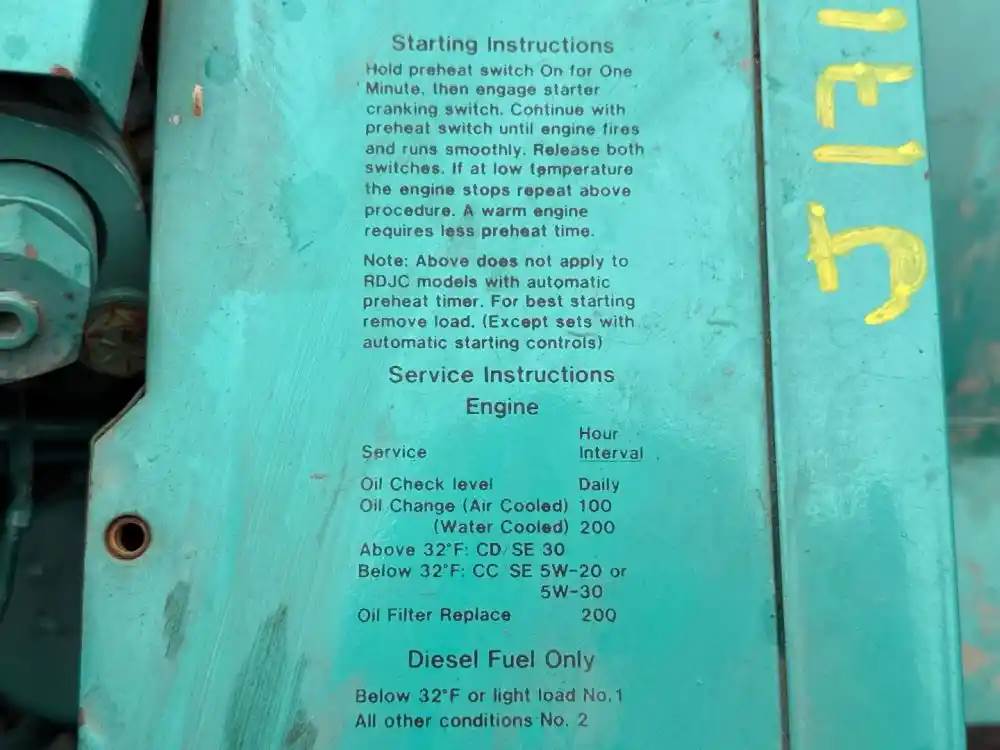 Starting Instructions
Hold preheat switch On for One
Minute, then engage starter
cranking switch. Continue with
preheat switch until engine fires
and runs smoothly. Release both
switches. If at low temperature
the engine stops repeat above
procedure. A warm engine
requires less preheat time.
Note: Above does not apply to
RDJC models with automatic
preheat timer. For best starting
remove load. (Except sets with
automatic starting controls)
Service Instructions
Engine
Hour
Service Interval
Oil Check level Daily
Oil Change (Air Cooled) 100
(Water Cooled) 200
Above 32°F: CD/SE 30
Below 32°F: CC SE 5W-20 or
5W-30
Oil Filter Replace 200
Diesel Fuel Only
Below 32°F or light load No.1
All other conditions No. 2